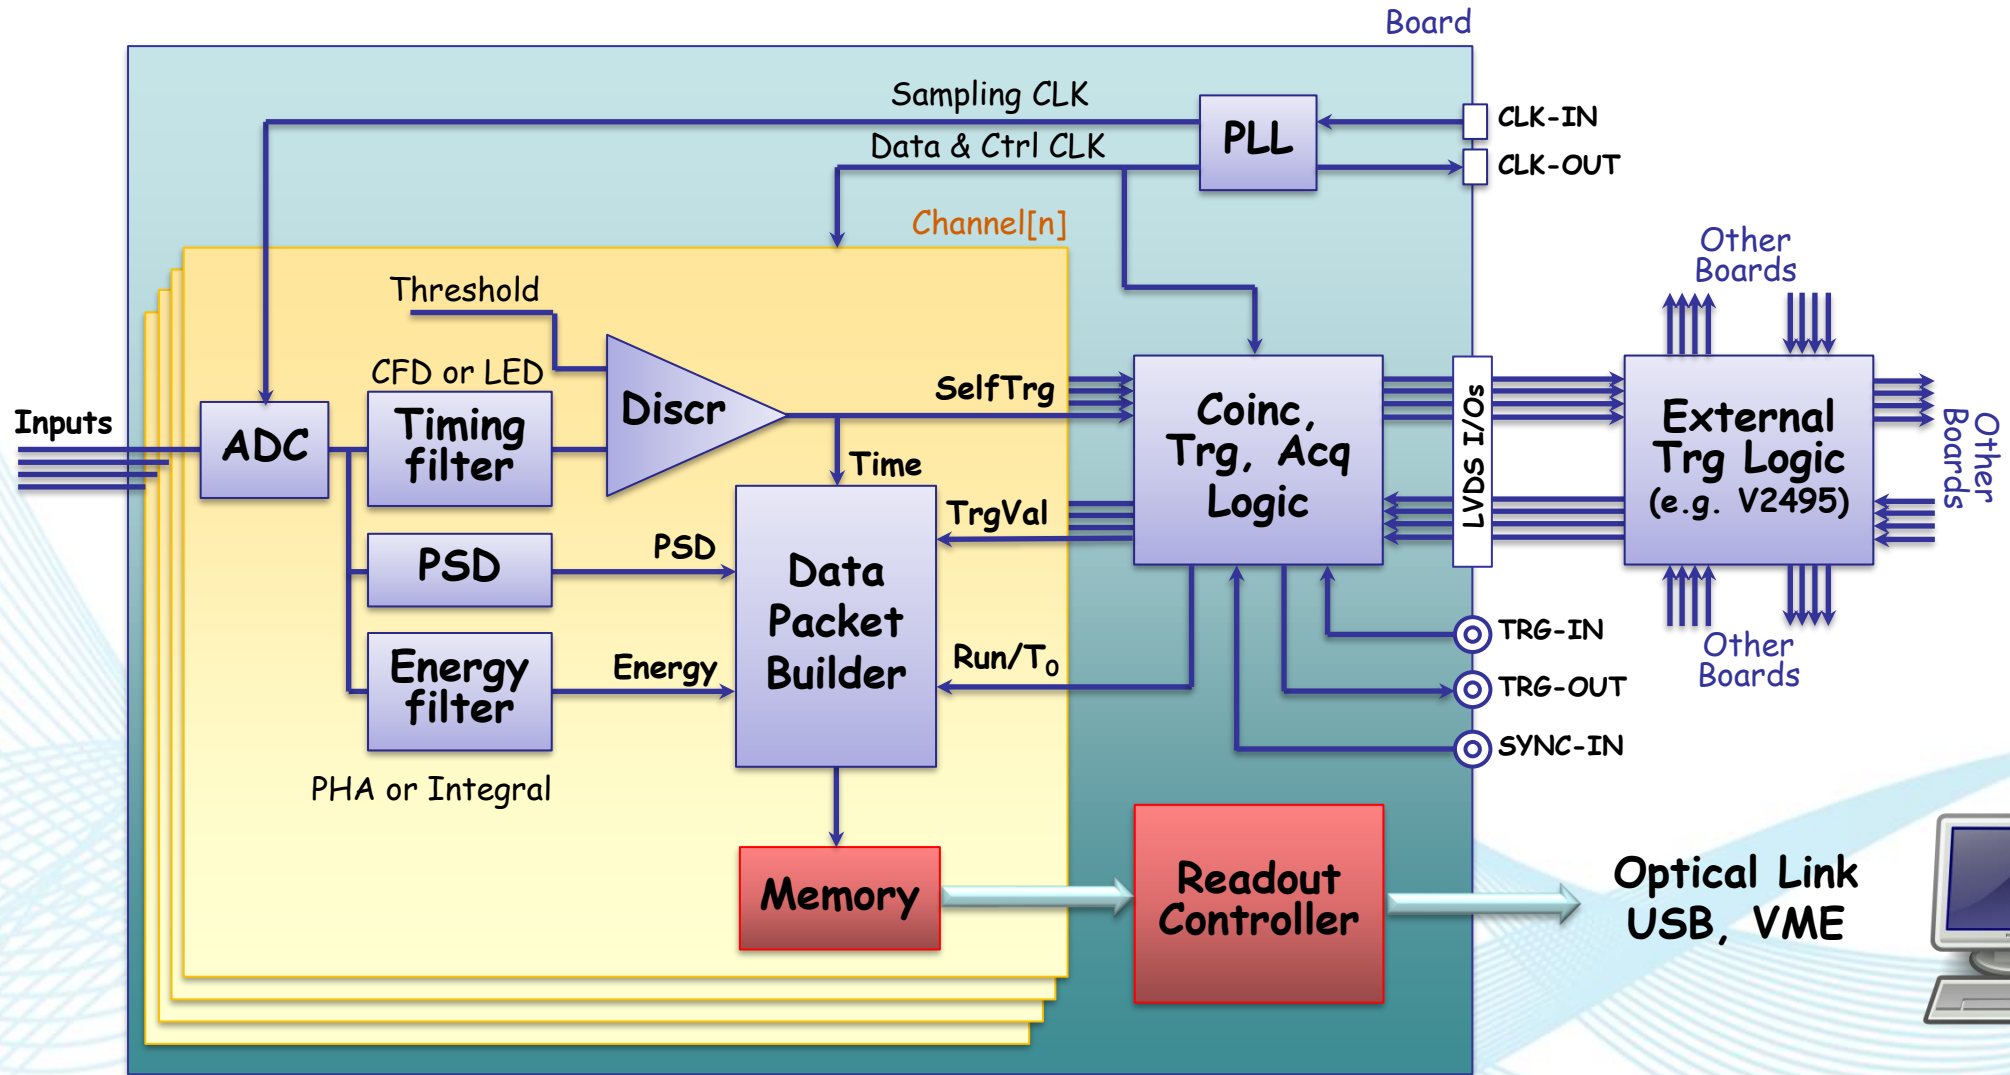 Board
Sampling CLK
PLL
CLK-IN
Data & Ctrl CLK
CLK-OUT
Channel[n]
Other
Boards
Threshold
CFD or LED
Inputs
ADC
Timing
filter
Discr
SelfTrg
Time
Coinc,
Trg, Acq
Logic
LVDS I/Os
External
Trg Logic
(e.g. V2495)
Other
Boards
TrgVal
PSD
PSD
Data
Packet
Builder
Energy
filter
Energy
Run/T₀
TRG-IN
TRG-OUT
SYNC-IN
Other
Boards
PHA or Integral
Memory
Readout
Controller
Optical Link
USB, VME